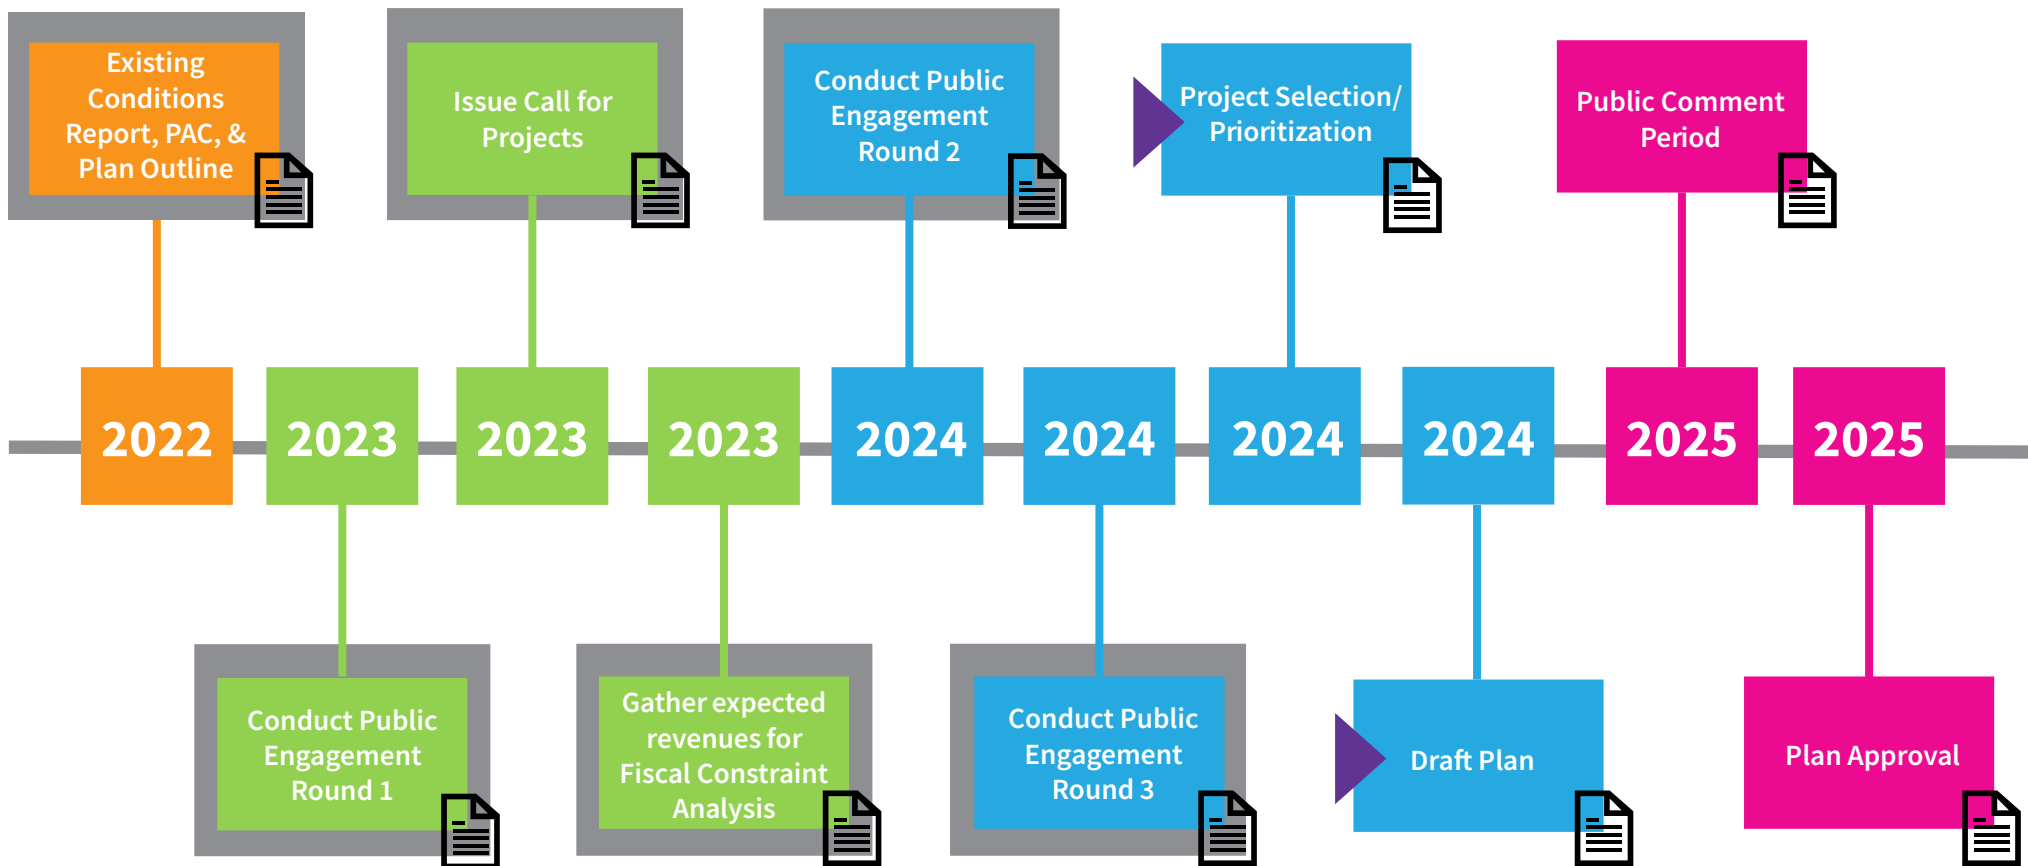 Existing
Conditions
Report, PAC, &
Plan Outline
Issue Call for
Projects
Conduct Public
Engagement
Round 2
Project Selection/
Prioritization
Public Comment
Period
2022
2023
2023
2023
2024
2024
2024
2024
2025
2025
Conduct Public
Engagement
Round 1
Gather expected
revenues for
Fiscal Constraint
Analysis
Conduct Public
Engagement
Round 3
Draft Plan
Plan Approval